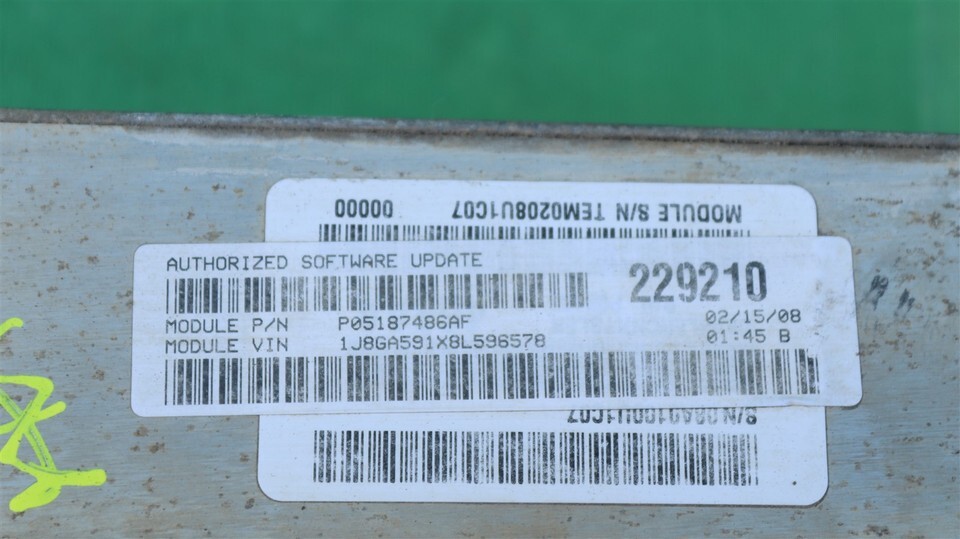 MODULE S/N TEM0208U1C07 00000
AUTHORIZED SOFTWARE UPDATE
229210
MODULE P/N P05187486AF 02/15/08
MODULE VIN 1J8GA591X8L596578 01:45 B